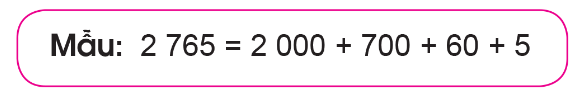 Mẫu: 2 765 = 2 000 + 700 + 60 + 5